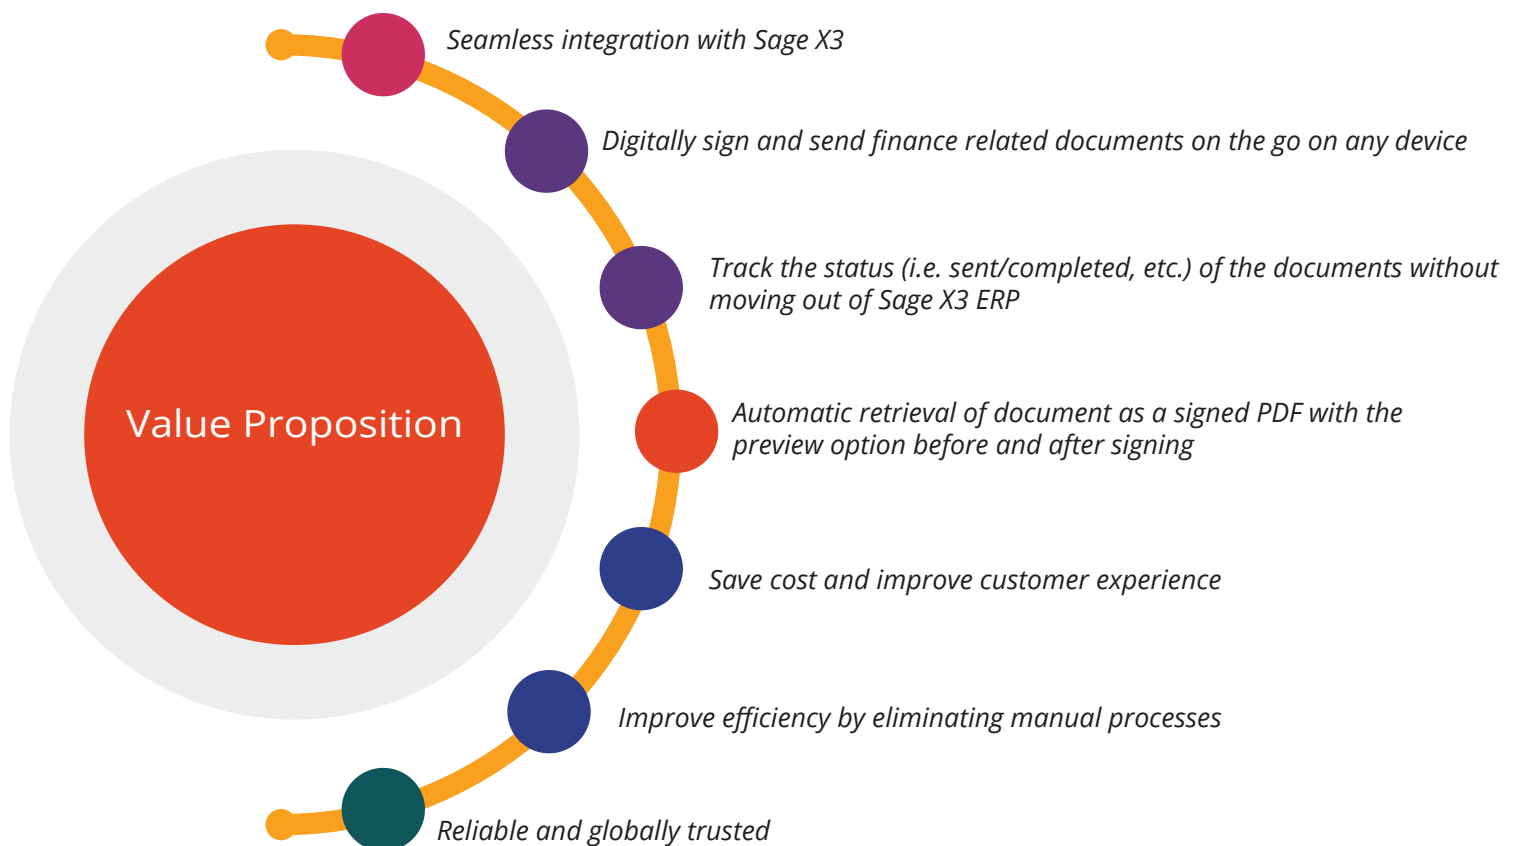 Seamless integration with Sage X3
Digitally sign and send finance related documents on the go on any device
Track the status (i.e. sent/completed, etc.) of the documents without
moving out of Sage X3 ERP
Value Proposition
Automatic retrieval of document as a signed PDF with the
preview option before and after signing
Save cost and improve customer experience
Improve efficiency by eliminating manual processes
Reliable and globally trusted